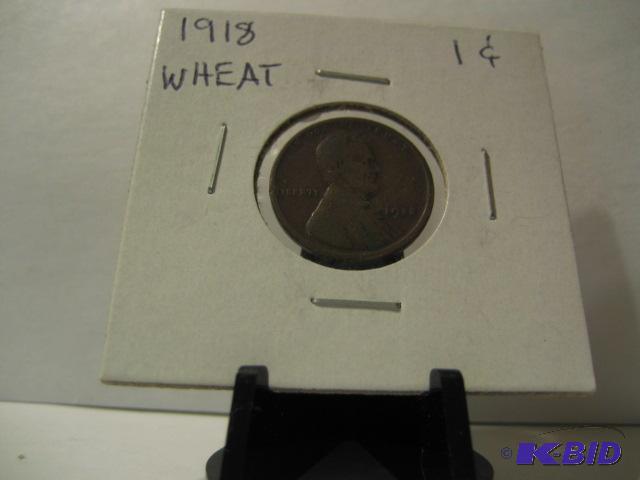 1918
1¢
WHEAT
LIBERTY
© K-BID